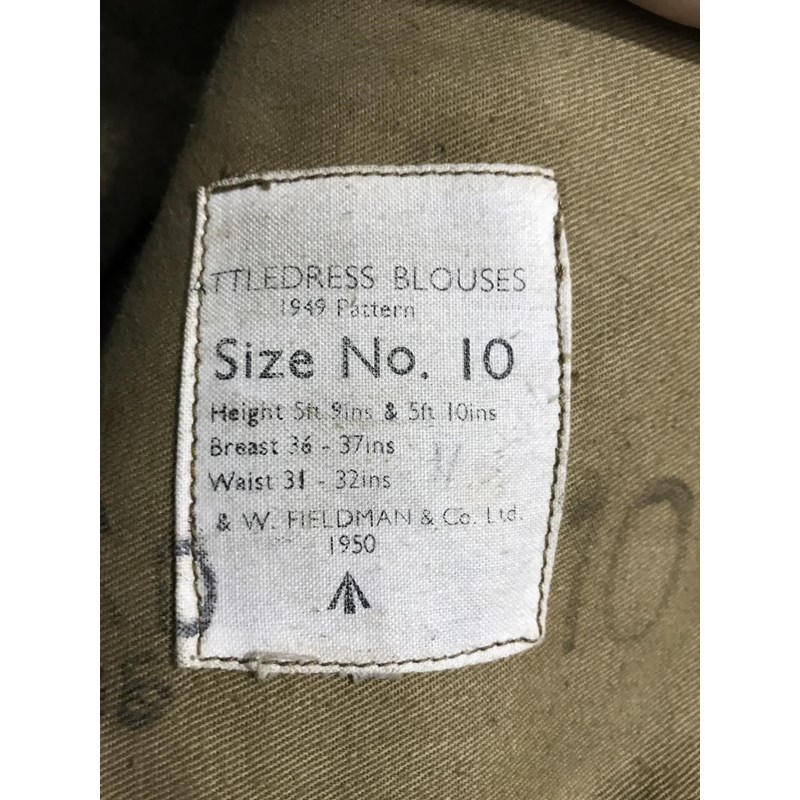 ATTLEDRESS BLOUSES
1949 Pattern
Size No. 10
Height 5ft 9ins & 5ft 10ins
Breast 36 - 37ins
Waist 31 - 32ins
& W. FIELDMAN & Co. Ltd.
1950
10